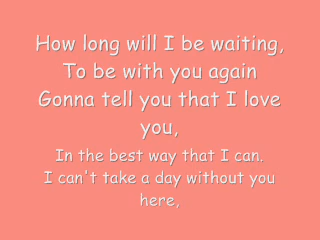 How long will I be waiting,
To be with you again
Gonna tell you that I love
you,
In the best way that I can.
I can't take a day without you
here,